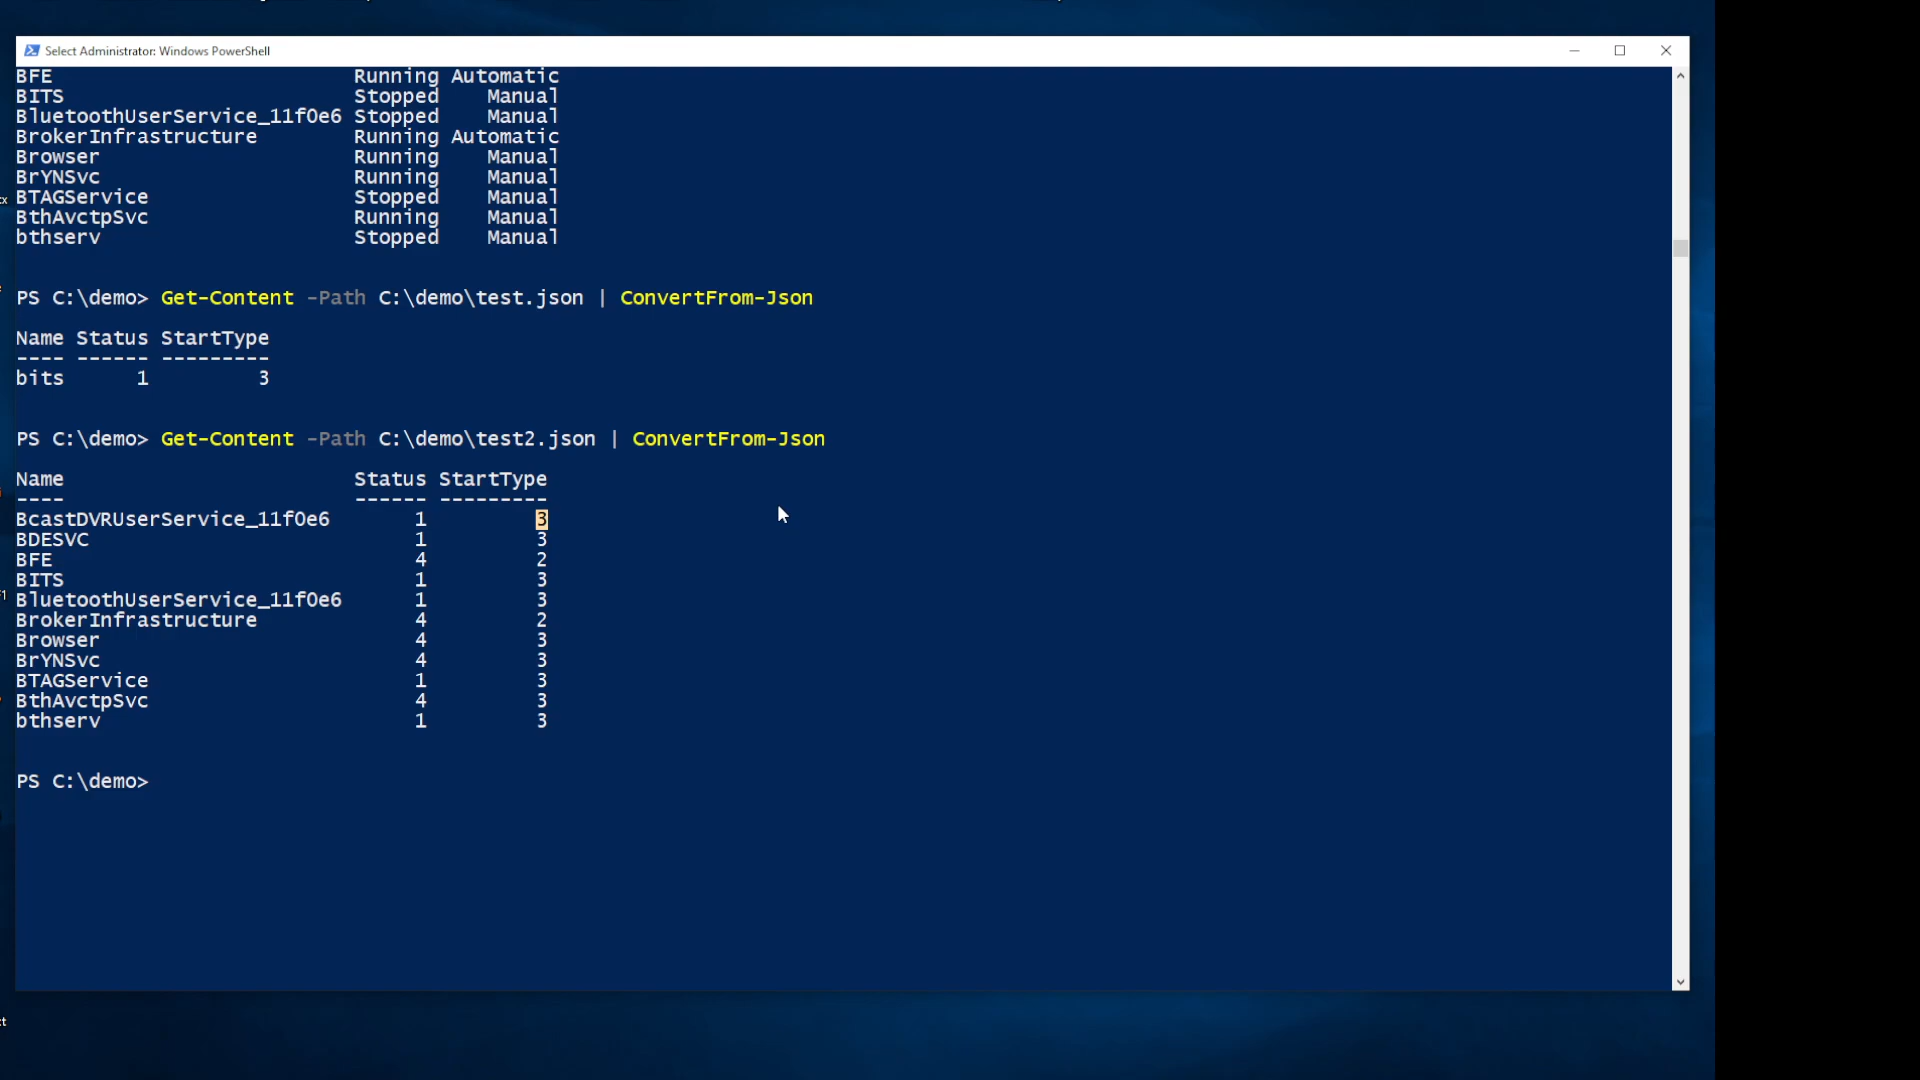 Select Administrator: Windows PowerShell
BFE Running Automatic
BITS Stopped Manual
BluetoothUserService_11f0e6 Stopped Manual
BrokerInfrastructure Running Automatic
Browser Running Manual
BrYNSvc Running Manual
BTAGService Stopped Manual
BthAvctpSvc Running Manual
bthserv Stopped Manual
PS C:\demo> Get-Content -Path C:\demo\test.json | ConvertFrom-Json
Name Status StartType
---- ------ ---------
bits 1 3
PS C:\demo> Get-Content -Path C:\demo\test2.json | ConvertFrom-Json
Name Status StartType
---- ------ ---------
BcastDVRUserService_11f0e6 1 3
BDESVC 1 3
BFE 4 2
BITS 1 3
BluetoothUserService_11f0e6 1 3
BrokerInfrastructure 4 2
Browser 4 3
BrYNSvc 4 3
BTAGService 1 3
BthAvctpSvc 4 3
bthserv 1 3
PS C:\demo>